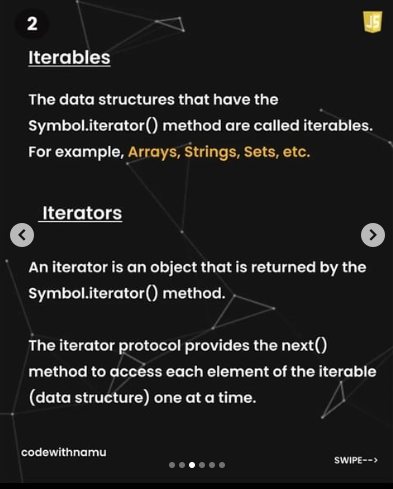 2
JS
Iterables
The data structures that have the
Symbol.iterator() method are called iterables.
For example, Arrays, Strings, Sets, etc.
Iterators
An iterator is an object that is returned by the
Symbol.iterator() method.
The iterator protocol provides the next()
method to access each element of the iterable
(data structure) one at a time.
codewithnamu
SWIPE-->